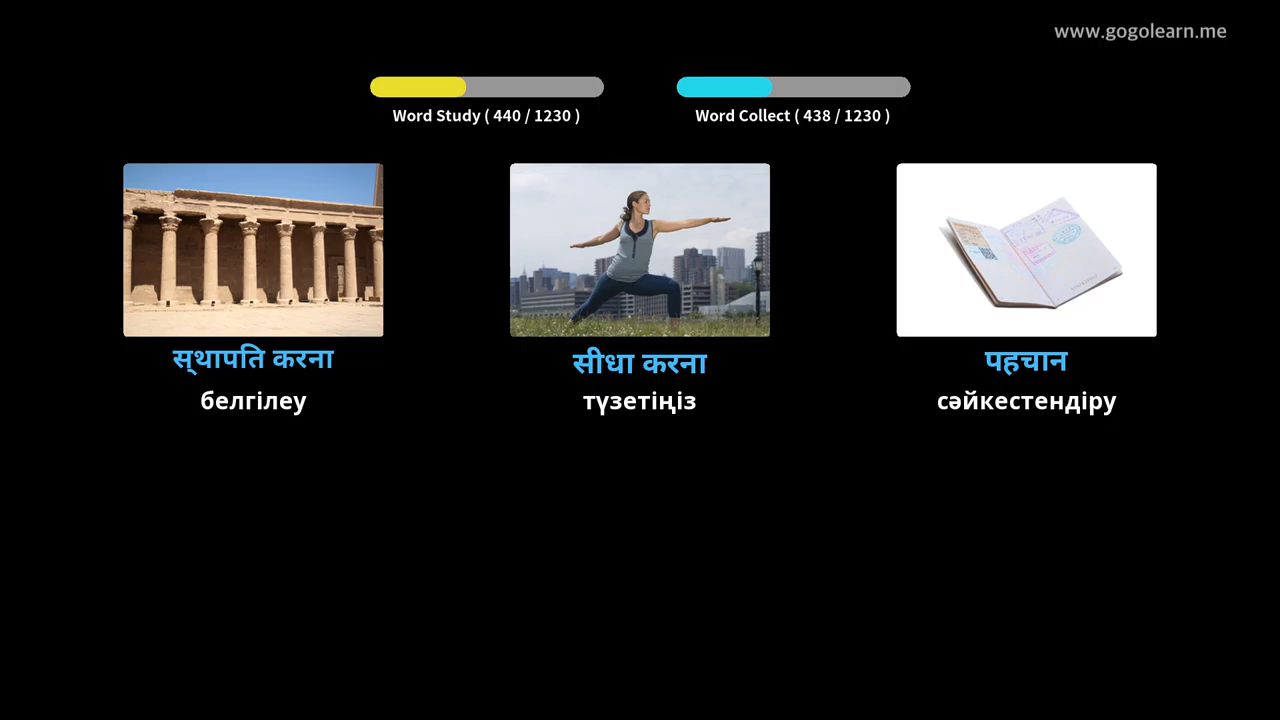 www.gogolearn.me
Word Study ( 440 / 1230 )
Word Collect ( 438 / 1230 )
स्थापति करना
белгілеу
सीधा करना
түзетіңіз
पहचान
сәйкестендіру